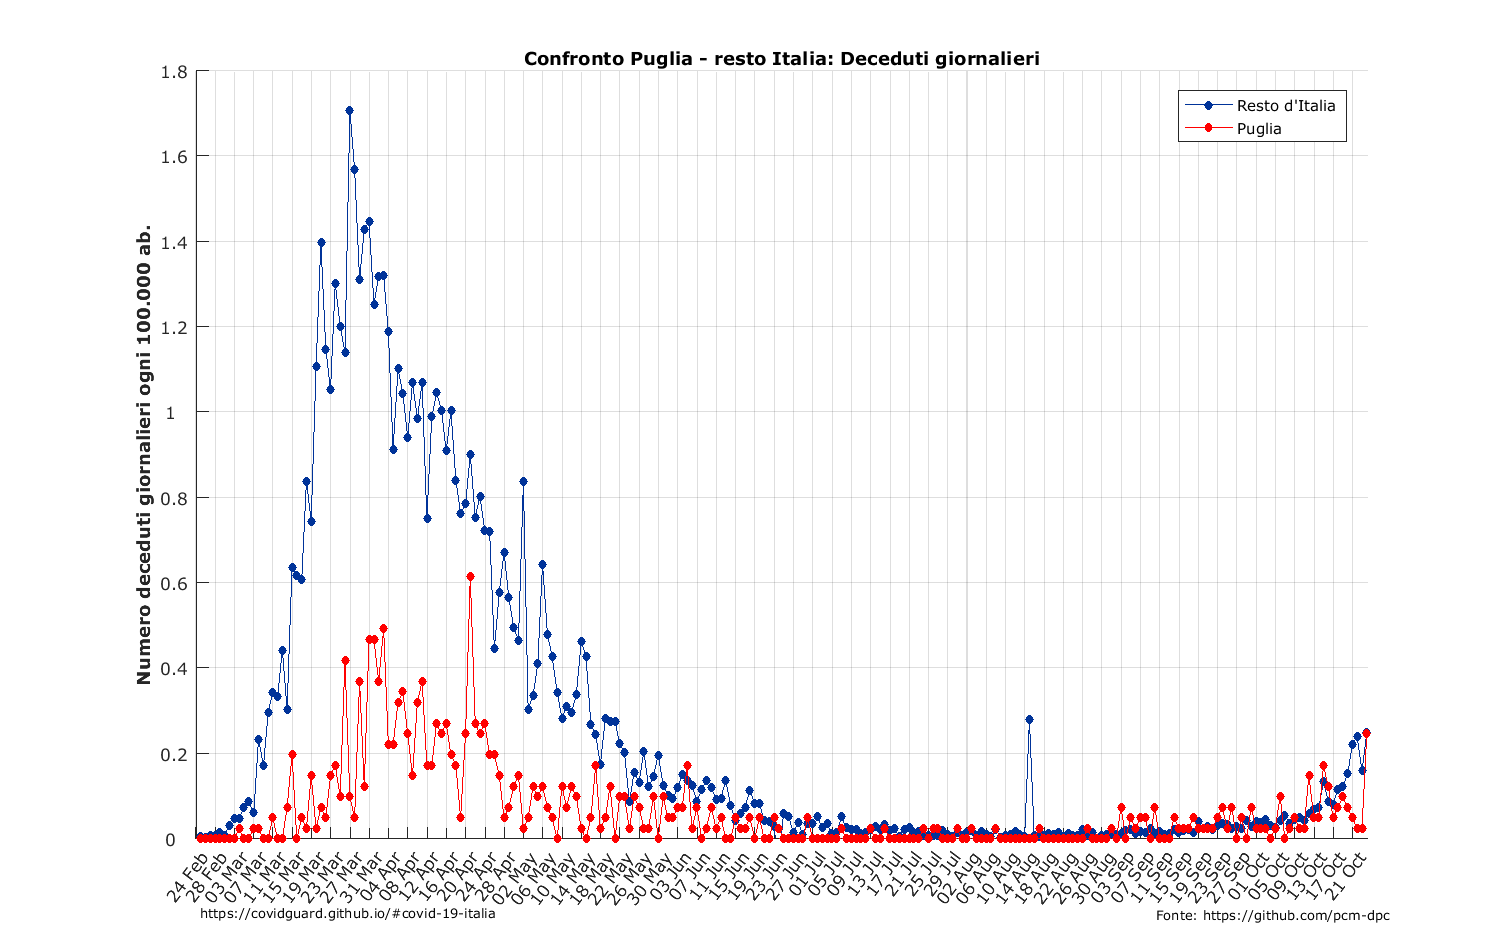 Confronto Puglia - resto Italia: Deceduti giornalieri
Resto d'Italia
Puglia
Numero deceduti giornalieri ogni 100.000 ab.
1.8
1.6
1.4
1.2
1
0.8
0.6
0.4
0.2
0
24 Feb
28 Feb
03 Mar
07 Mar
11 Mar
15 Mar
19 Mar
23 Mar
27 Mar
31 Mar
04 Apr
08 Apr
12 Apr
16 Apr
20 Apr
24 Apr
28 Apr
02 May
06 May
10 May
14 May
18 May
22 May
26 May
30 May
03 Jun
07 Jun
11 Jun
15 Jun
19 Jun
23 Jun
27 Jun
01 Jul
05 Jul
09 Jul
13 Jul
17 Jul
21 Jul
25 Jul
29 Jul
02 Aug
06 Aug
10 Aug
14 Aug
18 Aug
22 Aug
26 Aug
30 Aug
03 Sep
07 Sep
11 Sep
15 Sep
19 Sep
23 Sep
27 Sep
01 Oct
05 Oct
09 Oct
13 Oct
17 Oct
21 Oct
https://covidguard.github.io/#covid-19-italia
Fonte: https://github.com/pcm-dpc